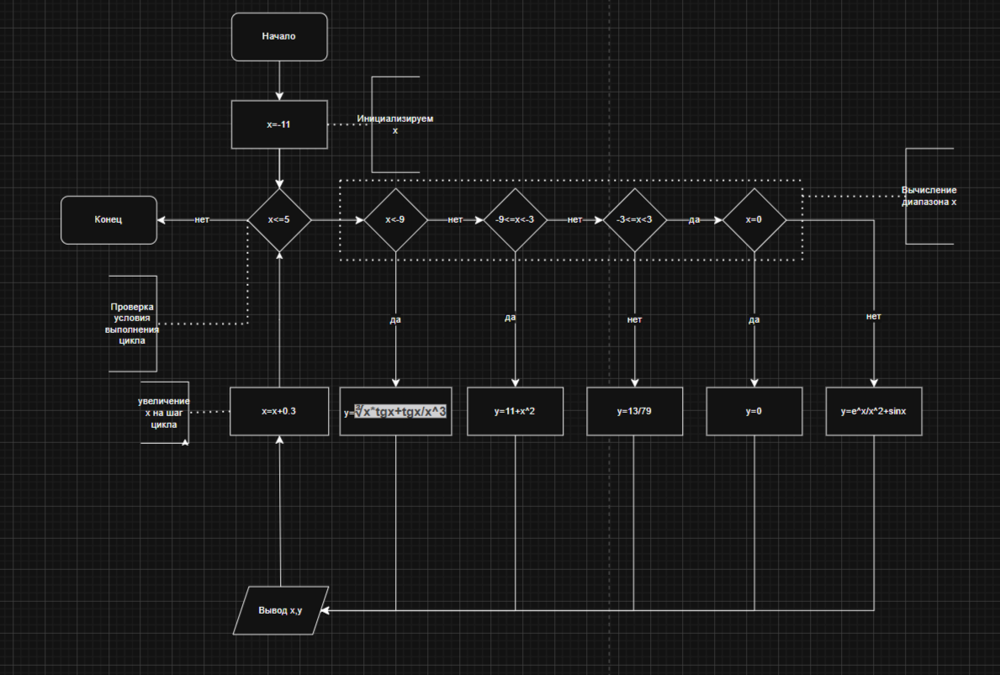 Начало
x=-11
Инициализируем
x
Вычисление
диапазона x
Конец
нет
x<=5
x<-9
нет
-9<=x<-3
нет
-3<=x<3
да
x=0
Проверка
условия
выполнения
цикла
да
да
нет
да
нет
увеличение
x на шаг
цикла
x=x+0.3
y=∛x*tgx+tgx/x^3
y=11+x^2
y=13/79
y=0
y=e^x/x^2+sinx
Вывод x,y